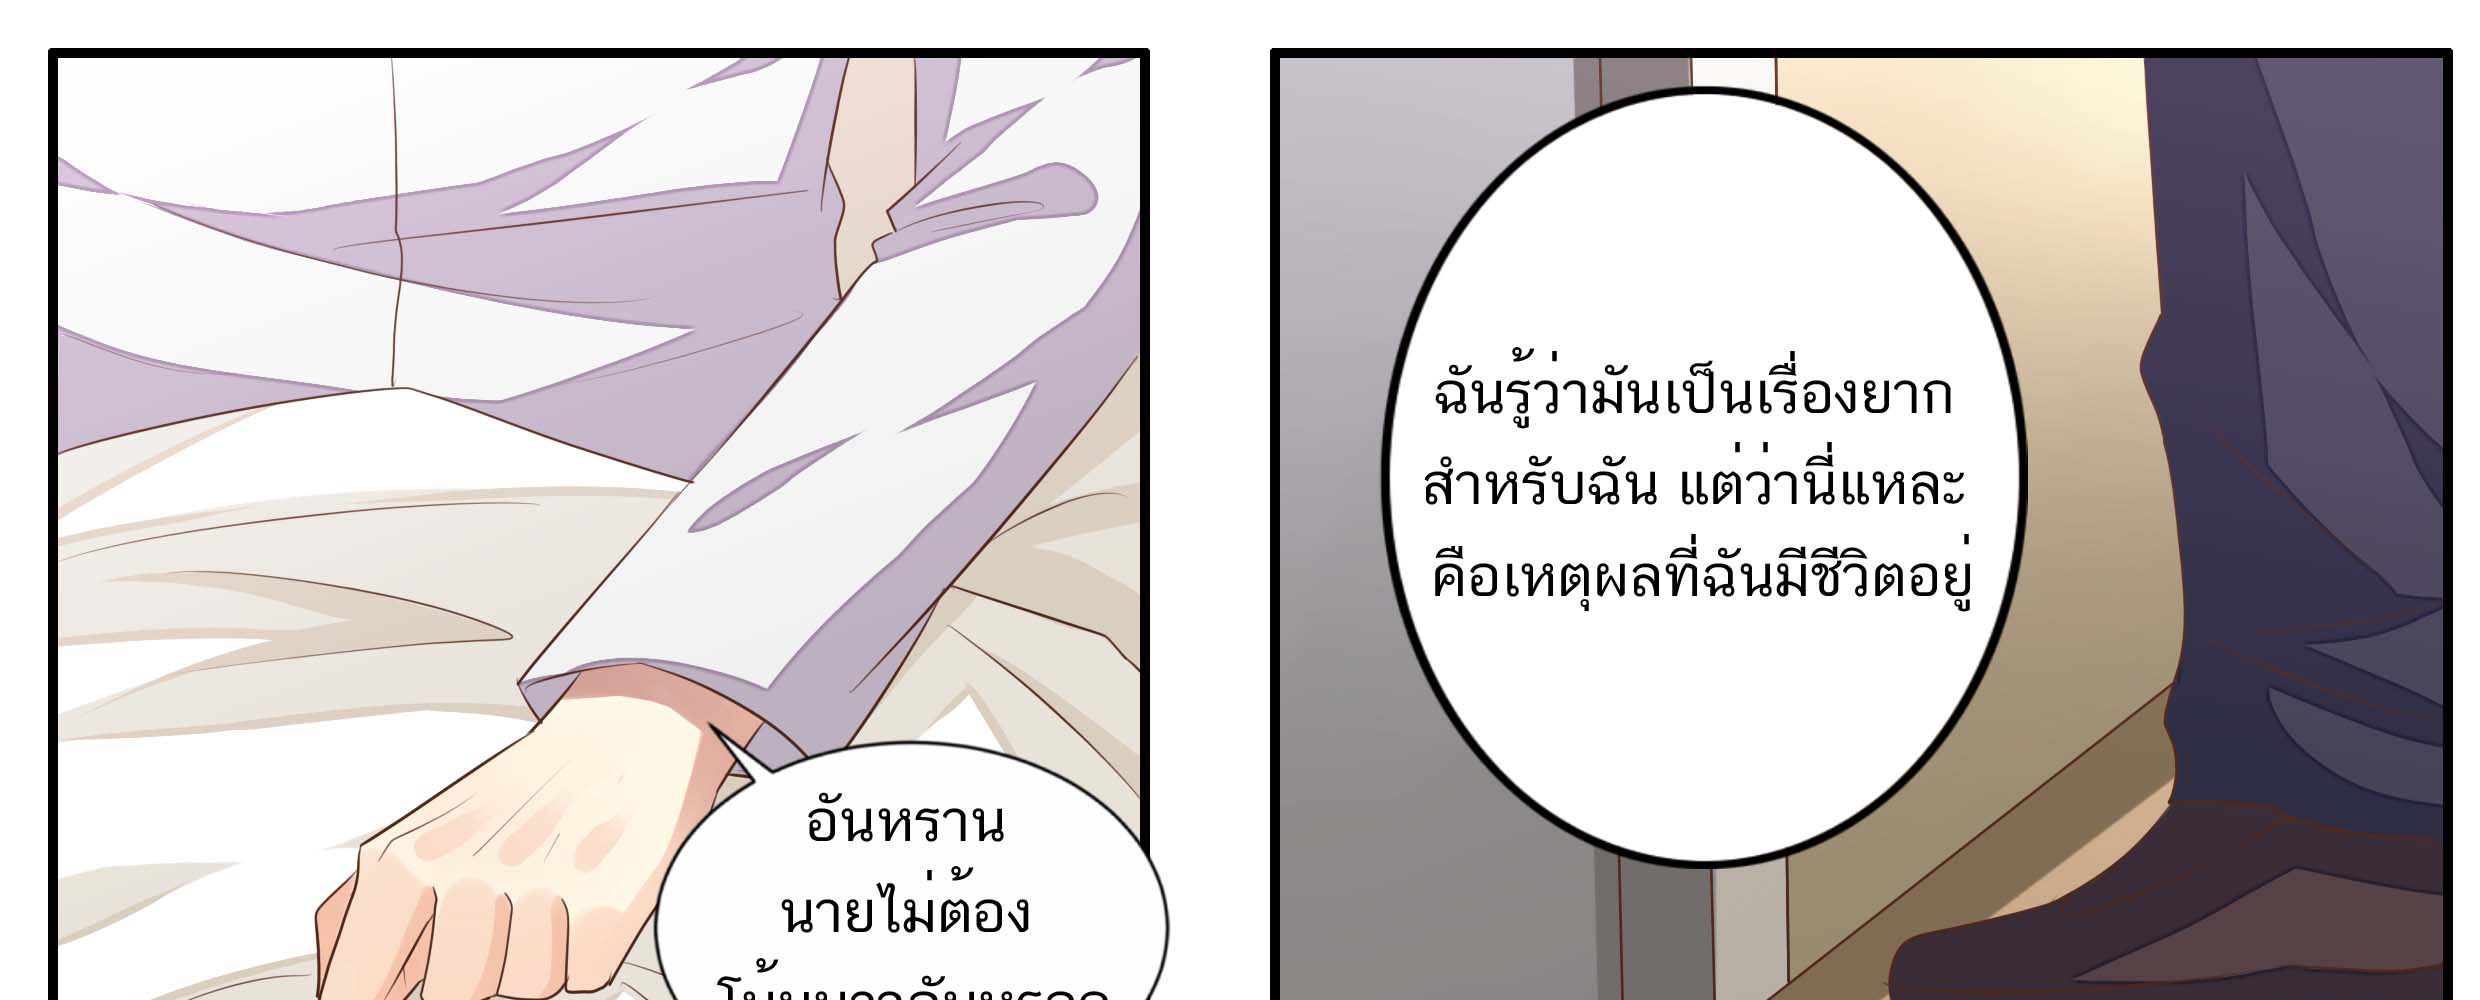 อันหราน
นายไม่ต้อง
ฉันรู้ว่ามันเป็นเรื่องยาก
สำหรับฉัน แต่ว่านี่แหละ
คือเหตุผลที่ฉันมีชีวิตอยู่